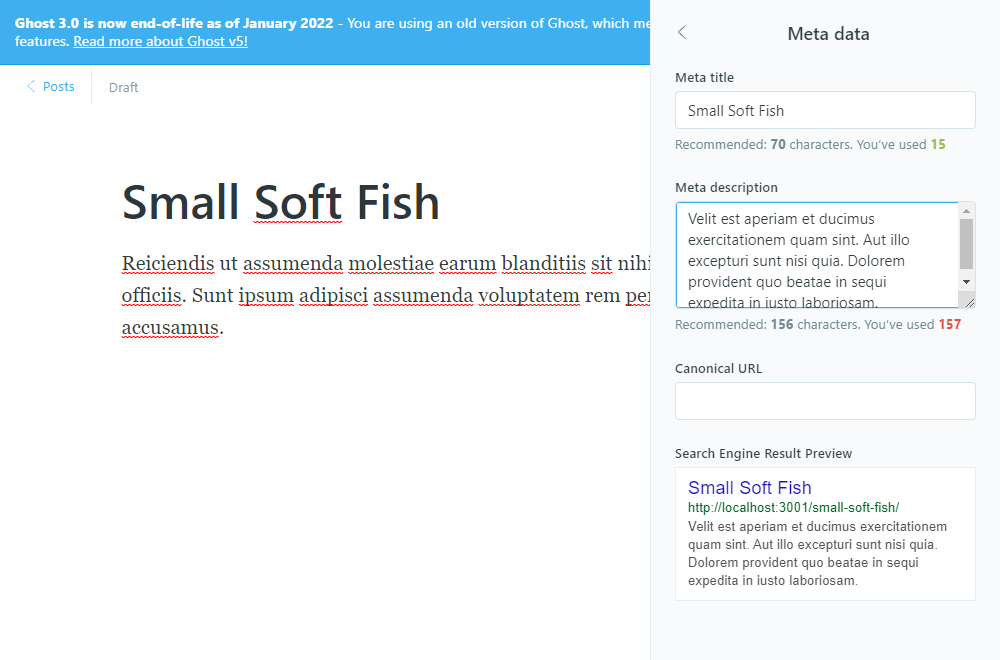 Ghost 3.0 is now end-of-life as of January 2022 - You are using an old version of Ghost, which
features. Read more about Ghost v5!
Posts
Draft
Small Soft Fish
Reiciendis ut assumenda molestiae earum blanditiis sit
officiis. Sunt ipsum adipisci assumenda voluptatem rem
accusamus.
Meta data
Meta title
Small Soft Fish
Recommended: 70 characters. You've used 15
Meta description
Velit est aperiam et ducimus
exercitationem quam sint. Aut illo
excepturi sunt nisi quia. Dolorem
provident quo beatae in sequi
expedita in iusto laboriosam.
Recommended: 156 characters. You've used 157
Canonical URL
Search Engine Result Preview
Small Soft Fish
http://localhost:3001/small-soft-fish/
Velit est aperiam et ducimus exercitationem
quam sint. Aut illo excepturi sunt nisi quia.
Dolorem provident quo beatae in sequi
expedita in iusto laboriosam.